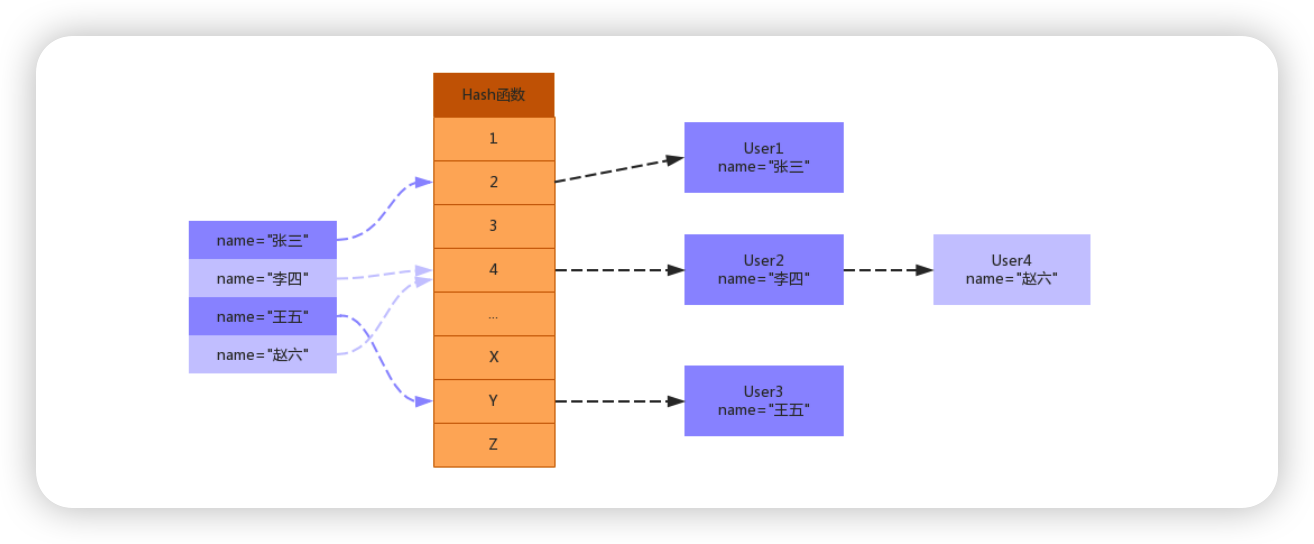 name="张三"
name="李四"
name="王五"
name="赵六"
Hash函数
1
2
3
4
...
X
Y
Z
User1
name="张三"
User2
name="李四"
User4
name="赵六"
User3
name="王五"